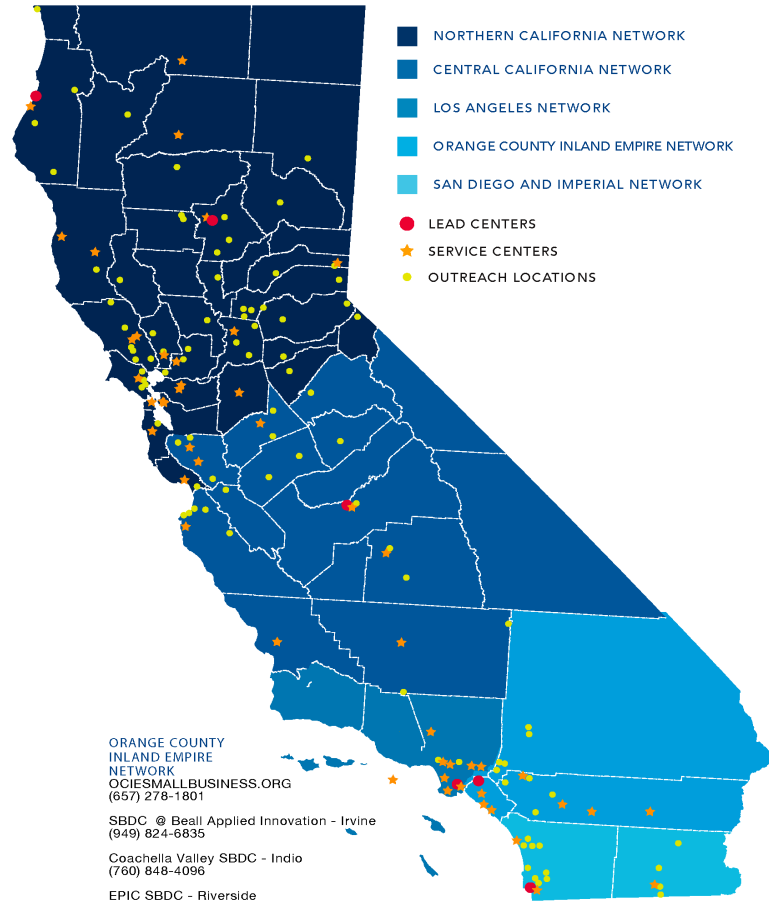 NORTHERN CALIFORNIA NETWORK
CENTRAL CALIFORNIA NETWORK
LOS ANGELES NETWORK
ORANGE COUNTY INLAND EMPIRE NETWORK
SAN DIEGO AND IMPERIAL NETWORK
LEAD CENTERS
SERVICE CENTERS
OUTREACH LOCATIONS
ORANGE COUNTY
INLAND EMPIRE
NETWORK
OCIESMALLBUSINESS.ORG
(657) 278-1801
SBDC @ Beall Applied Innovation - Irvine
(949) 824-6835
Coachella Valley SBDC - Indio
(760) 848-4096
EPIC SBDC - Riverside